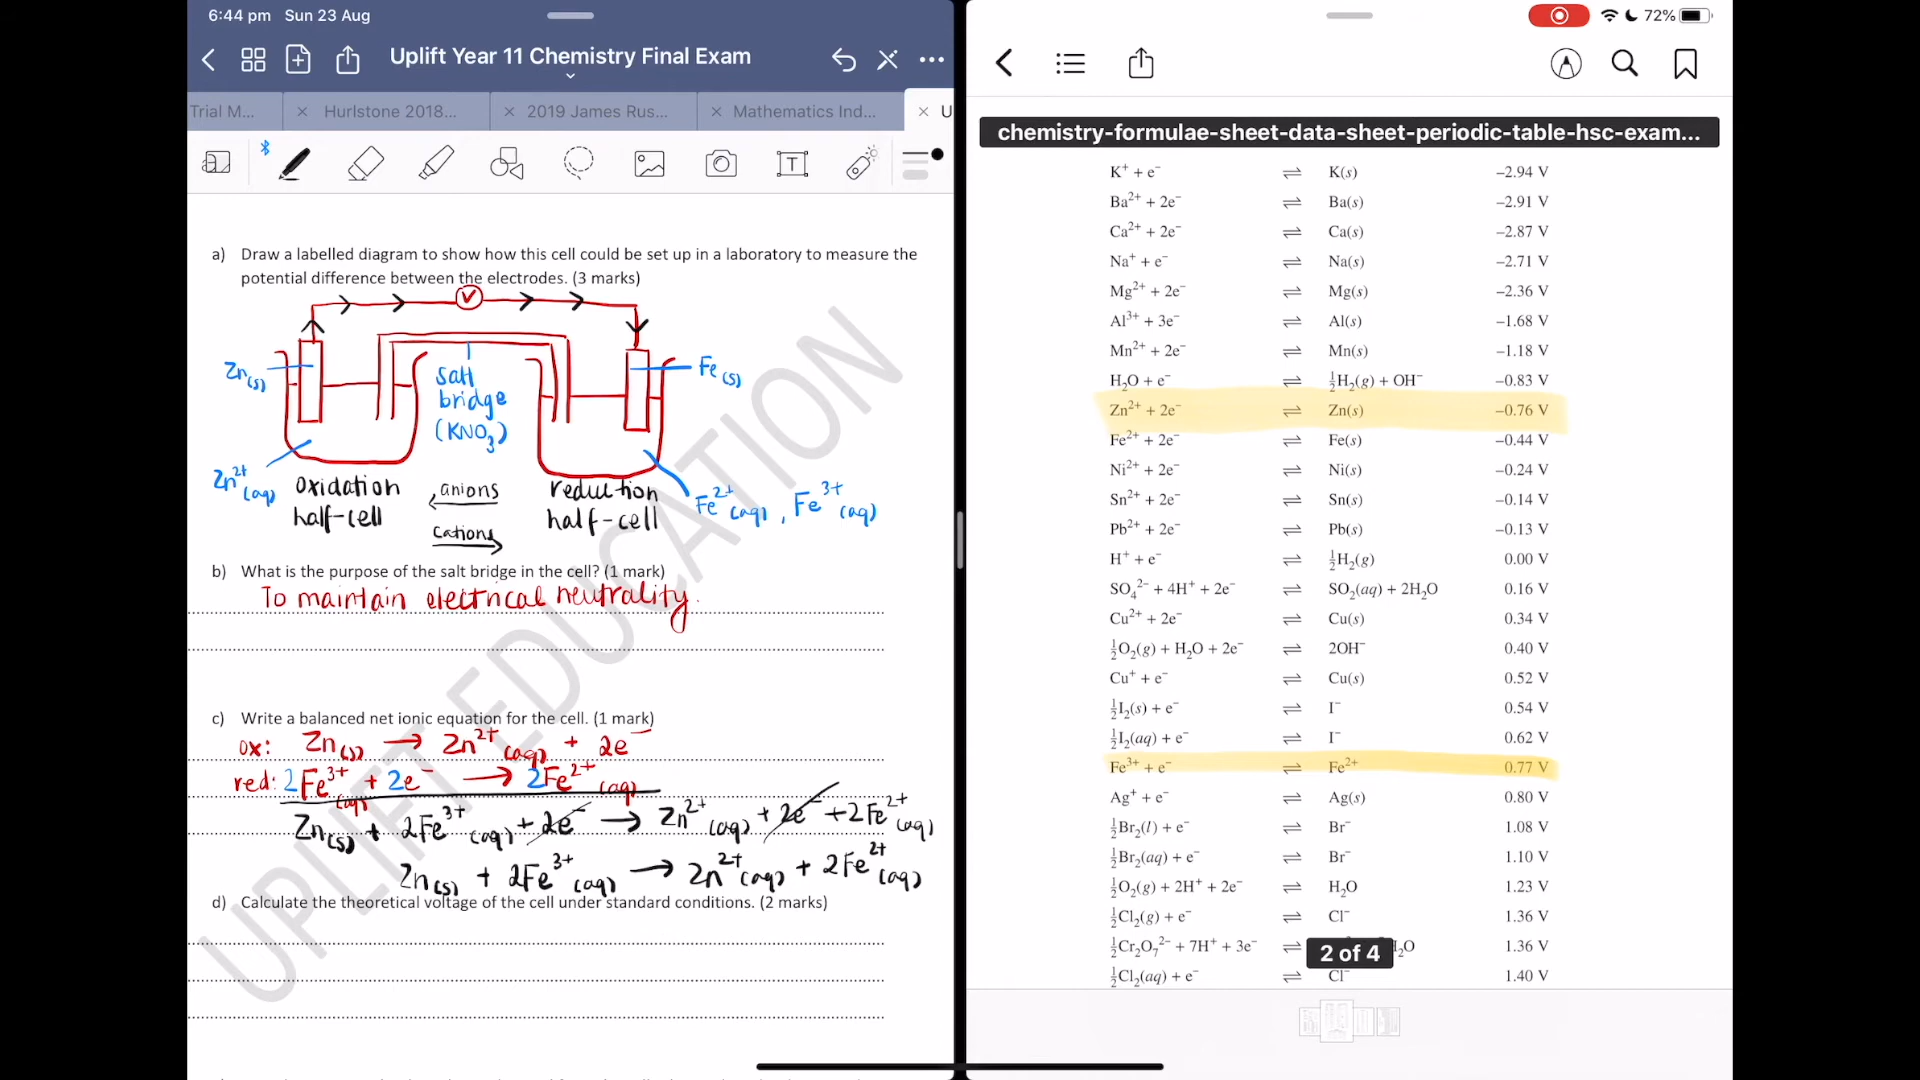 6:44 pm Sun 23 Aug
Uplift Year 11 Chemistry Final Exam
Trial M...
× Hurlstone 2018...
× 2019 James Rus...
× Mathematics Ind...
× U
a) Draw a labelled diagram to show how this cell could be set up in a laboratory to measure the
potential difference between the electrodes. (3 marks)
V
Zn(s)
Salt
bridge
(KNO₃)
Fe(s)
Zn²⁺(aq)
oxidation
half-cell
anions
cations
reduction
half-cell
Fe²⁺(aq), Fe³⁺(aq)
b) What is the purpose of the salt bridge in the cell? (1 mark)
To maintain electrical neutrality.
c) Write a balanced net ionic equation for the cell. (1 mark)
ox: Zn(s) → Zn²⁺(aq) + 2e⁻
red: 2Fe³⁺(aq) + 2e⁻ → 2Fe²⁺(aq)
Zn(s) + 2Fe³⁺(aq) + 2e⁻ → Zn²⁺(aq) + 2e⁻ + 2Fe²⁺(aq)
Zn(s) + 2Fe³⁺(aq) → Zn²⁺(aq) + 2Fe²⁺(aq)
d) Calculate the theoretical voltage of the cell under standard conditions. (2 marks)
UPLIFT EDUCATION
72%
chemistry-formulae-sheet-data-sheet-periodic-table-hsc-exam...
K⁺ + e⁻ ⇌ K(s) –2.94 V
Ba²⁺ + 2e⁻ ⇌ Ba(s) –2.91 V
Ca²⁺ + 2e⁻ ⇌ Ca(s) –2.87 V
Na⁺ + e⁻ ⇌ Na(s) –2.71 V
Mg²⁺ + 2e⁻ ⇌ Mg(s) –2.36 V
Al³⁺ + 3e⁻ ⇌ Al(s) –1.68 V
Mn²⁺ + 2e⁻ ⇌ Mn(s) –1.18 V
H₂O + e⁻ ⇌ ½H₂(g) + OH⁻ –0.83 V
Zn²⁺ + 2e⁻ ⇌ Zn(s) –0.76 V
Fe²⁺ + 2e⁻ ⇌ Fe(s) –0.44 V
Ni²⁺ + 2e⁻ ⇌ Ni(s) –0.24 V
Sn²⁺ + 2e⁻ ⇌ Sn(s) –0.14 V
Pb²⁺ + 2e⁻ ⇌ Pb(s) –0.13 V
H⁺ + e⁻ ⇌ ½H₂(g) 0.00 V
SO₄²⁻ + 4H⁺ + 2e⁻ ⇌ SO₂(aq) + 2H₂O 0.16 V
Cu²⁺ + 2e⁻ ⇌ Cu(s) 0.34 V
½O₂(g) + H₂O + 2e⁻ ⇌ 2OH⁻ 0.40 V
Cu⁺ + e⁻ ⇌ Cu(s) 0.52 V
½I₂(s) + e⁻ ⇌ I⁻ 0.54 V
½I₂(aq) + e⁻ ⇌ I⁻ 0.62 V
Fe³⁺ + e⁻ ⇌ Fe²⁺ 0.77 V
Ag⁺ + e⁻ ⇌ Ag(s) 0.80 V
½Br₂(l) + e⁻ ⇌ Br⁻ 1.08 V
½Br₂(aq) + e⁻ ⇌ Br⁻ 1.10 V
½O₂(g) + 2H⁺ + 2e⁻ ⇌ H₂O 1.23 V
½Cl₂(g) + e⁻ ⇌ Cl⁻ 1.36 V
½Cr₂O₇²⁻ + 7H⁺ + 3e⁻ ⇌ H₂O 1.36 V
½Cl₂(aq) + e⁻ ⇌ Cl⁻ 1.40 V
2 of 4